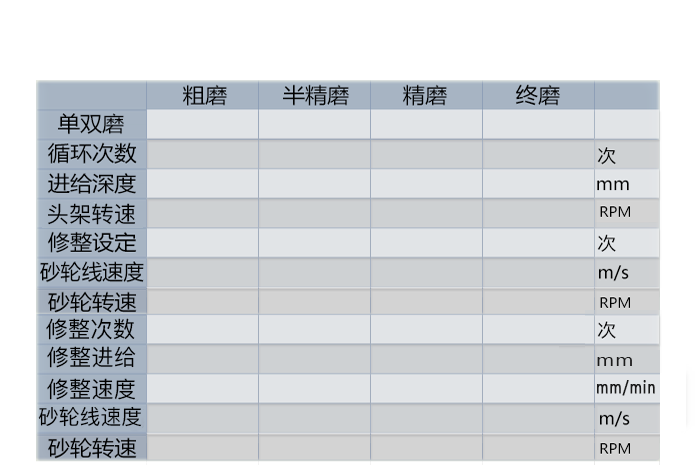 粗磨 半精磨 精磨 终磨
单双磨
循环次数 次
进给深度 mm
头架转速 RPM
修整设定 次
砂轮线速度 m/s
砂轮转速 RPM
修整次数 次
修整进给 mm
修整速度 mm/min
砂轮线速度 m/s
砂轮转速 RPM